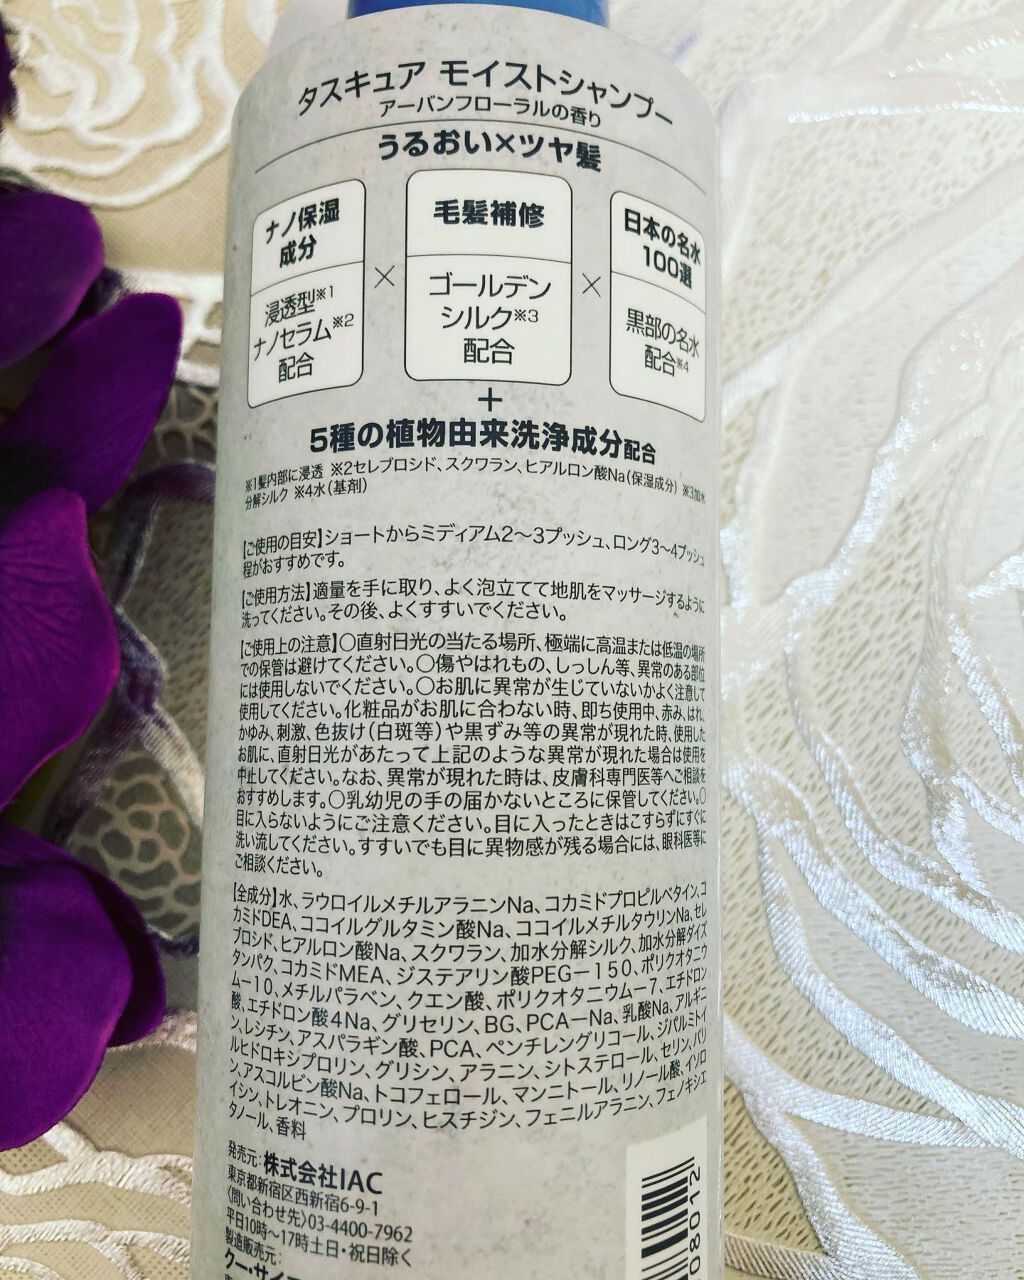 タスキュア モイストシャンプー
アーバンフローラルの香り
うるおい×ツヤ髪
ナノ保湿
成分
浸透型※1
ナノセラム※2
配合
×
毛髪補修
ゴールデン
シルク※3
配合
×
日本の名水
100選
黒部の名水
配合※4
+
5種の植物由来洗浄成分配合
※1髪内部に浸透 ※2セレブロシド、スクワラン、ヒアルロン酸Na(保湿成分) ※3加水
分解シルク ※4水(基剤)
【ご使用の目安】ショートからミディアム2〜3プッシュ、ロング3〜4プッシュ
程がおすすめです。
【ご使用方法】適量を手に取り、よく泡立てて地肌をマッサージするように
洗ってください。その後、よくすすいでください。
【ご使用上の注意】○直射日光の当たる場所、極端に高温または低温の場所
での保管は避けてください。○傷やはれもの、しっしん等、異常のある部位
には使用しないでください。○お肌に異常が生じていないかよく注意して
使用してください。化粧品がお肌に合わない時、即ち使用中、赤み、はれ、
かゆみ、刺激、色抜け(白斑等)や黒ずみ等の異常が現れた時、使用した
お肌に、直射日光があたって上記のような異常が現れた場合は使用を
中止してください。なお、異常が現れた時は、皮膚科専門医等へご相談を
おすすめします。○乳幼児の手の届かないところに保管してください。○
目に入らないようにご注意ください。目に入ったときはこすらずにすぐに
洗い流してください。すすいでも目に異物感が残る場合には、眼科医等に
ご相談ください。
【全成分】水、ラウロイルメチルアラニンNa、コカミドプロピルベタイン、コ
カミドDEA、ココイルグルタミン酸Na、ココイルメチルタウリンNa、セレ
ブロシド、ヒアルロン酸Na、スクワラン、加水分解シルク、加水分解ダイズ
タンパク、コカミドMEA、ジステアリン酸PEG－150、ポリクオタニウ
ム－10、メチルパラベン、クエン酸、ポリクオタニウム－7、エチドロン
酸、エチドロン酸4Na、グリセリン、BG、PCA－Na、乳酸Na、アルギニ
ン、レシチン、アスパラギン酸、PCA、ペンチレングリコール、ジパルミトイ
ルヒドロキシプロリン、グリシン、アラニン、シトステロール、セリン、バリ
ン、アスコルビン酸Na、トコフェロール、マンニトール、リノール酸、イソロ
イシン、トレオニン、プロリン、ヒスチジン、フェニルアラニン、フェノキシエ
タノール、香料
発売元:株式会社IAC
東京都新宿区西新宿6-9-1
〈問い合わせ先〉03-4400-7962
平日10時〜17時土日・祝日除く
製造販売元:
クー・サイ
08012